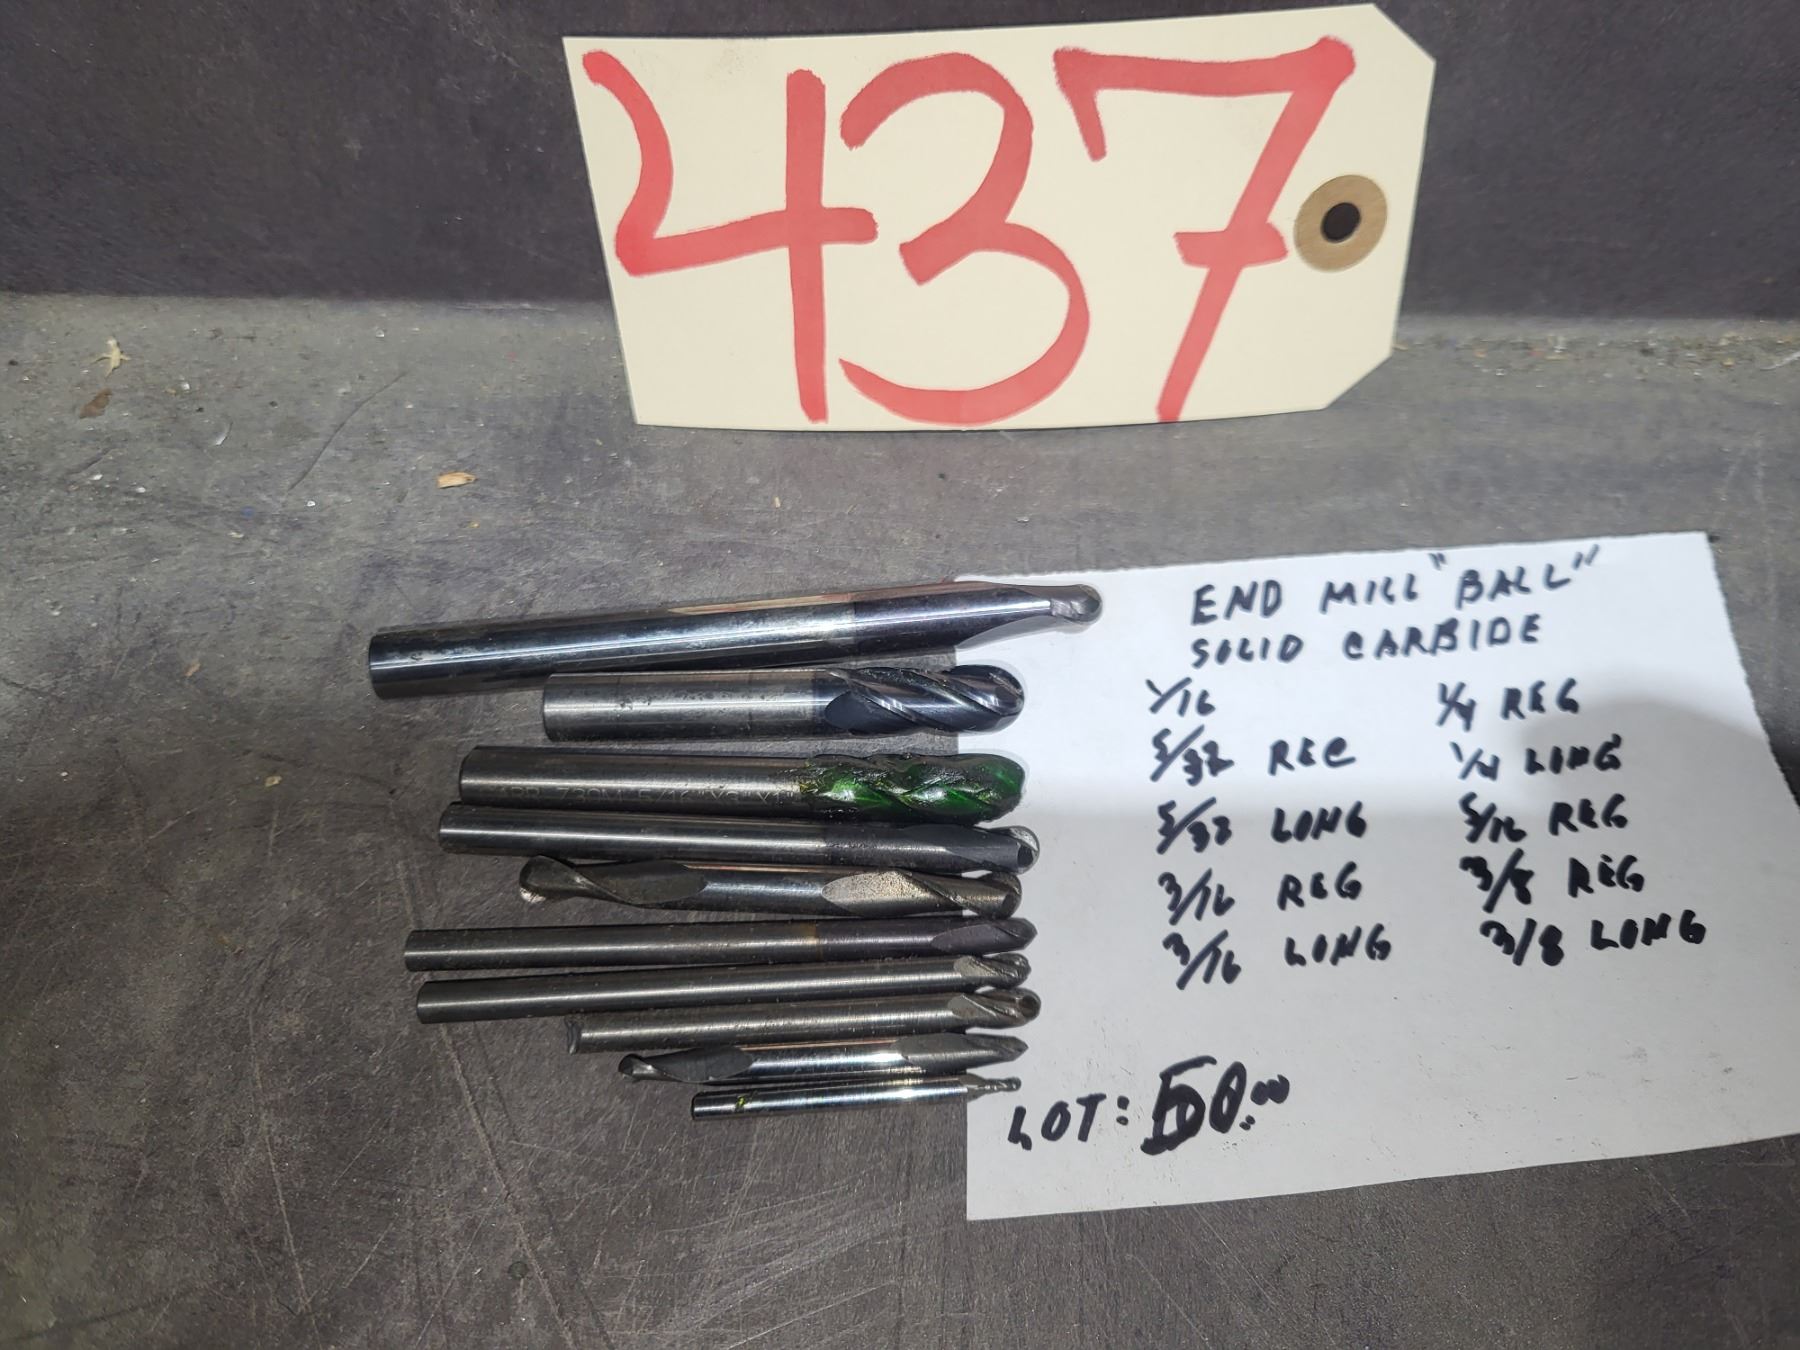 437
END MILL "BALL"
SOLID CARBIDE
1/16
5/32 REG
5/32 LONG
3/16 REG
3/16 LONG
1/4 REG
1/4 LONG
5/16 REG
3/8 REG
3/8 LONG
LOT: 50.00